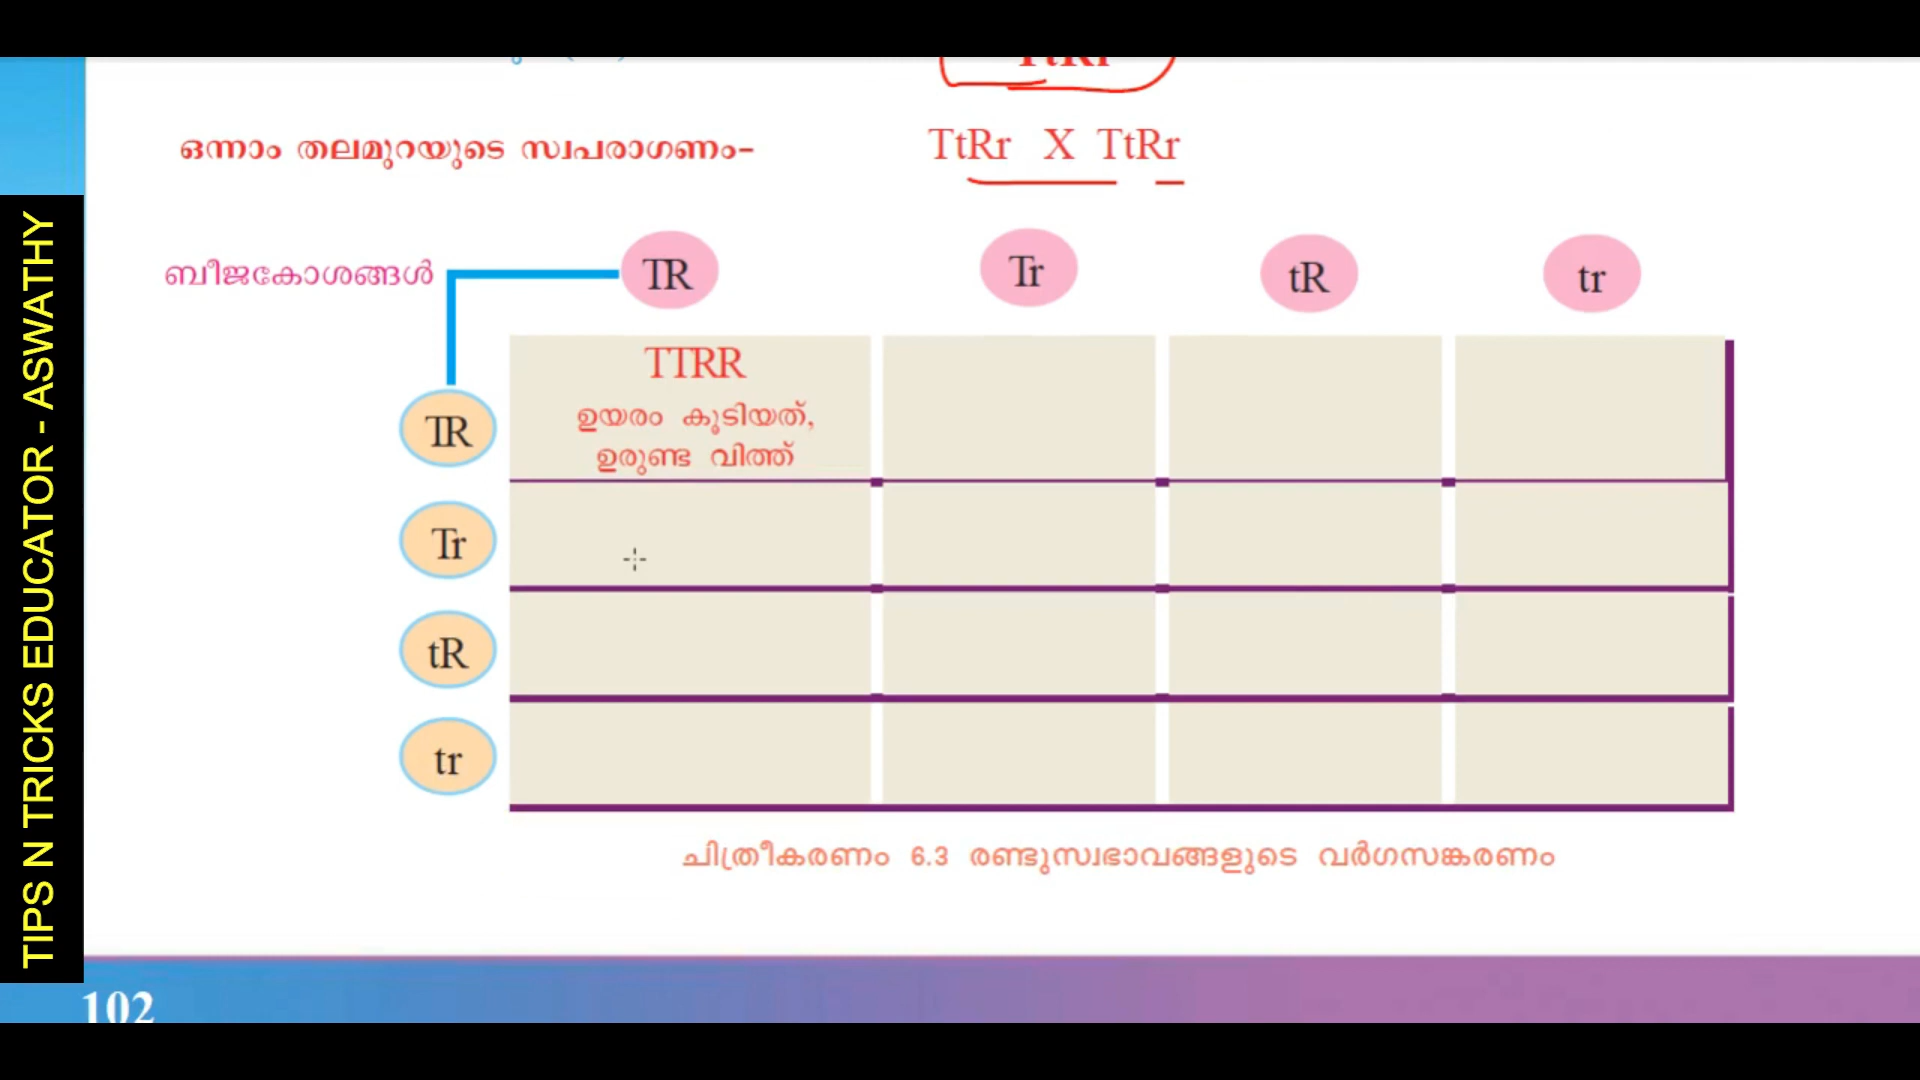 TtRr
ഒന്നാം തലമുറയുടെ സ്വപരാഗണം-
TtRr X TtRr
ബീജകോശങ്ങൾ
TR
Tr
tR
tr
TR
TTRR
ഉയരം കൂടിയത്,
ഉരുണ്ട വിത്ത്
Tr
tR
tr
ചിത്രീകരണം 6.3 രണ്ടുസ്വഭാവങ്ങളുടെ വർഗസങ്കരണം
102
TIPS N TRICKS EDUCATOR - ASWATHY